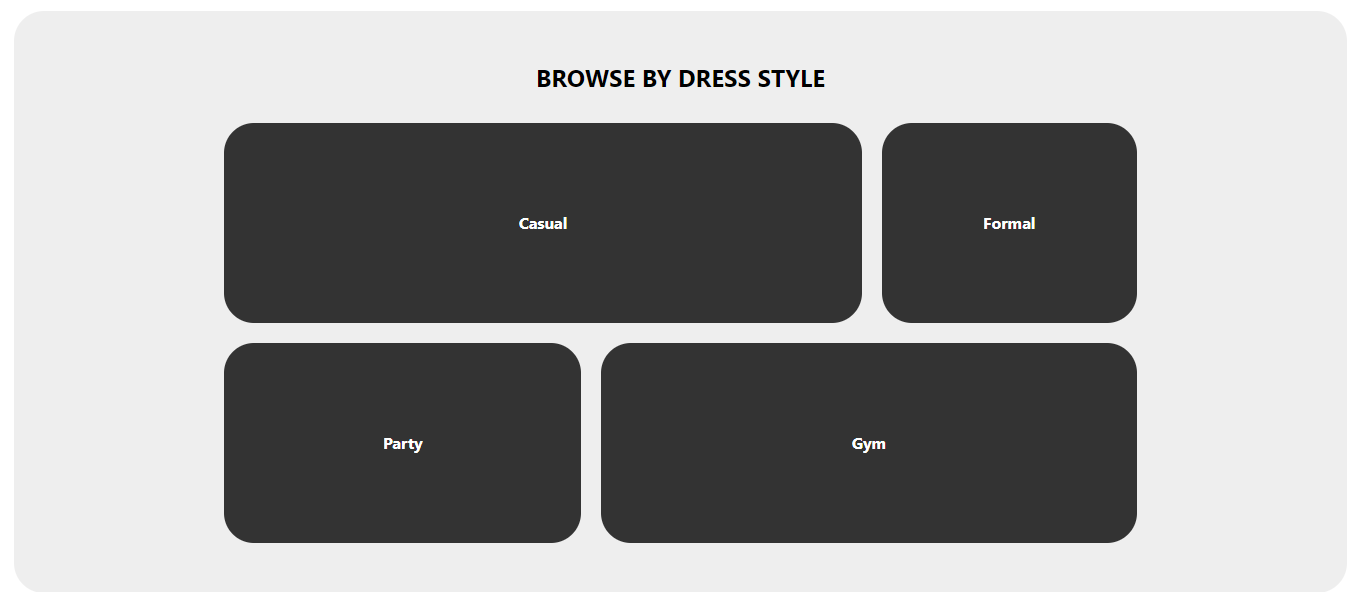 BROWSE BY DRESS STYLE
Casual
Formal
Party
Gym